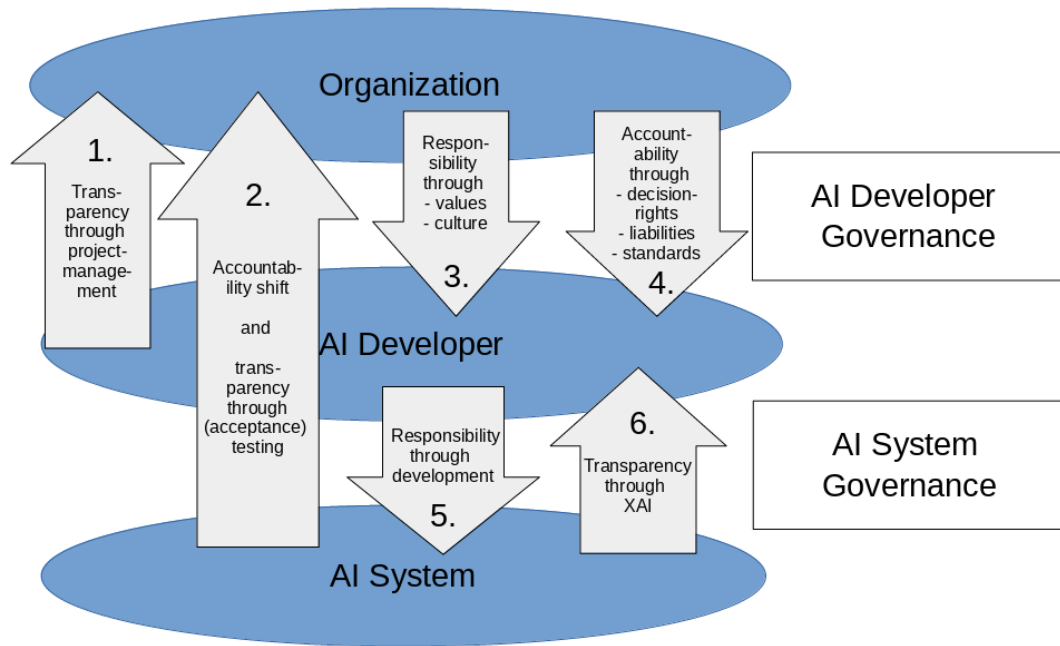 Organization
1.
Trans-
parency
through
project-
manage-
ment
2.
Accountab-
ility shift
and
trans-
parency
through
(acceptance)
testing
Respon-
sibility
through
- values
- culture
3.
Account-
ability
through
- decision-
rights
- liabilities
- standards
4.
AI Developer
Governance
AI Developer
Responsibility
through
development
5.
6.
Transparency
through
XAI
AI System
Governance
AI System